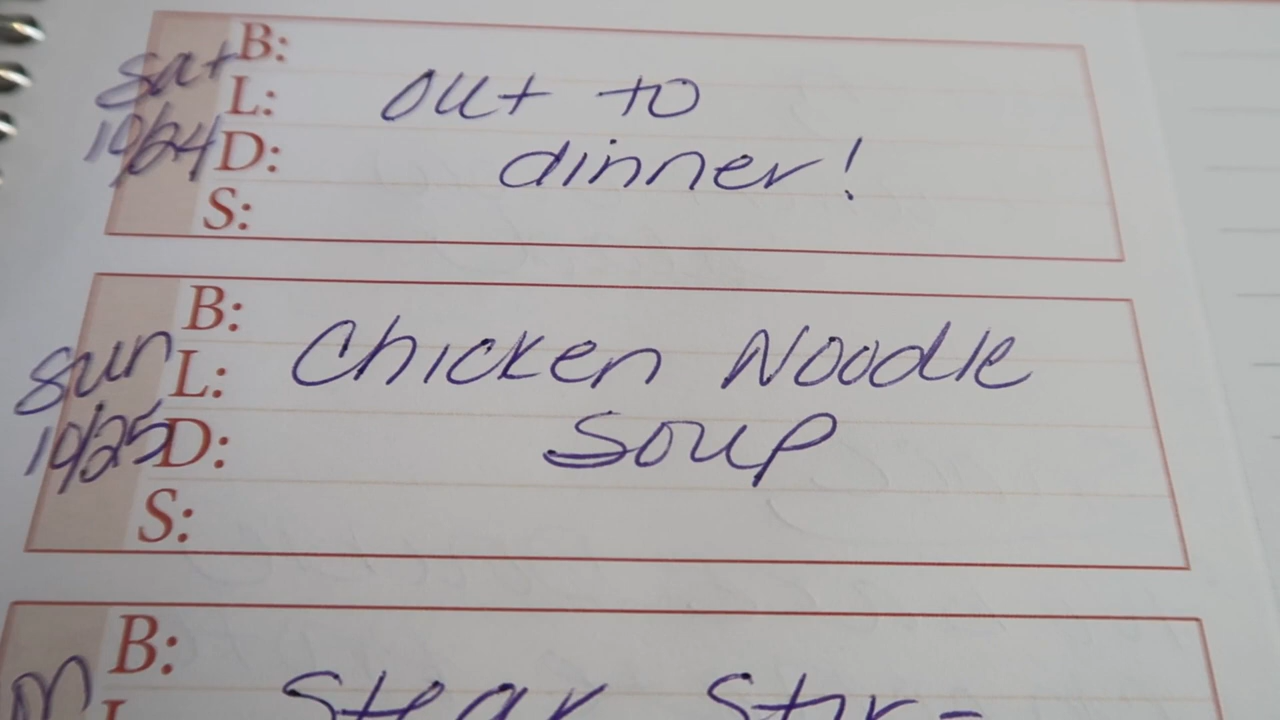 Sat
10/24
B:
L: Out to
D: dinner!
S:
Sun
10/25
B:
L: Chicken Noodle
D: Soup
S:
B:
Steak Stir-